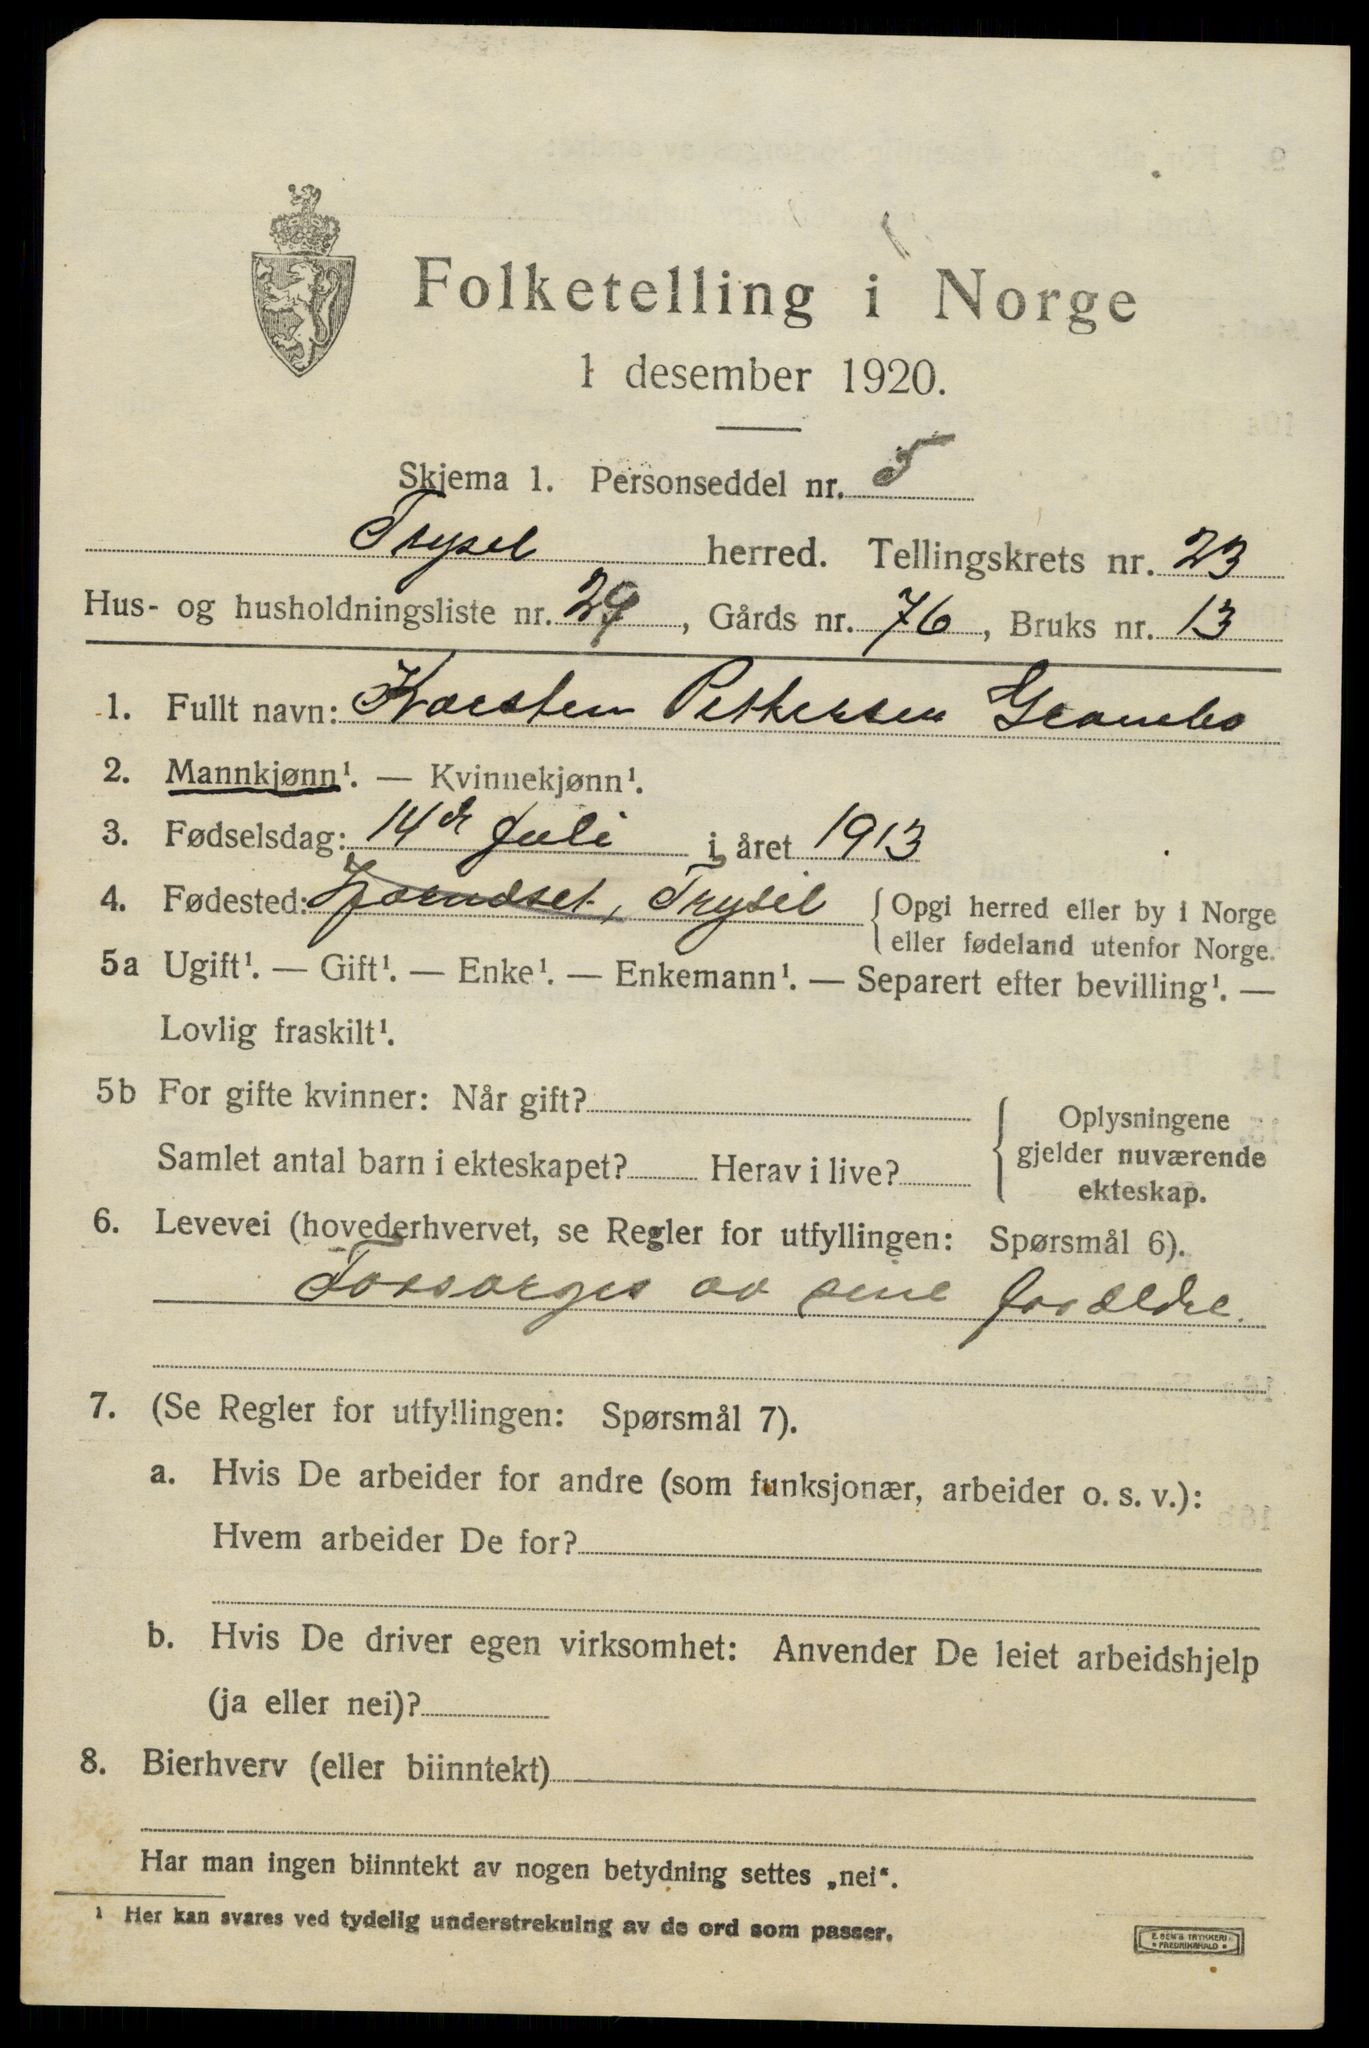 Folketelling i Norge
1 desember 1920.
Skjema 1. Personseddel nr. 5
Trysel herred. Tellingskrets nr. 23
Hus- og husholdningsliste nr. 29, Gårds nr. 76, Bruks nr. 13
1. Fullt navn: Karsten Pettersen
2. Mannkjønn¹. — Kvinnekjønn¹.
3. Fødselsdag: 14de Juli i året 1913
4. Fødested: Trysil { Opgi herred eller by i Norge
eller fødeland utenfor Norge.
5a Ugift¹. — Gift¹. — Enke¹. — Enkemann¹. — Separert efter bevilling¹. —
Lovlig fraskilt¹.
5b For gifte kvinner: Når gift?
Samlet antal barn i ekteskapet? Herav i live?
{ Oplysningene
gjelder nuværende
ekteskap.
6. Levevei (hovederhvervet, se Regler for utfyllingen: Spørsmål 6).
Forsorges av sine forældre.
7. (Se Regler for utfyllingen: Spørsmål 7).
a. Hvis De arbeider for andre (som funksjonær, arbeider o. s. v.):
Hvem arbeider De for?
b. Hvis De driver egen virksomhet: Anvender De leiet arbeidshjelp
(ja eller nei)?
8. Bierhverv (eller biinntekt)
Har man ingen biinntekt av nogen betydning settes „nei“.
¹ Her kan svares ved tydelig understrekning av de ord som passer.
E. SEM'S TRYKKERI
FREDRIKSHALD